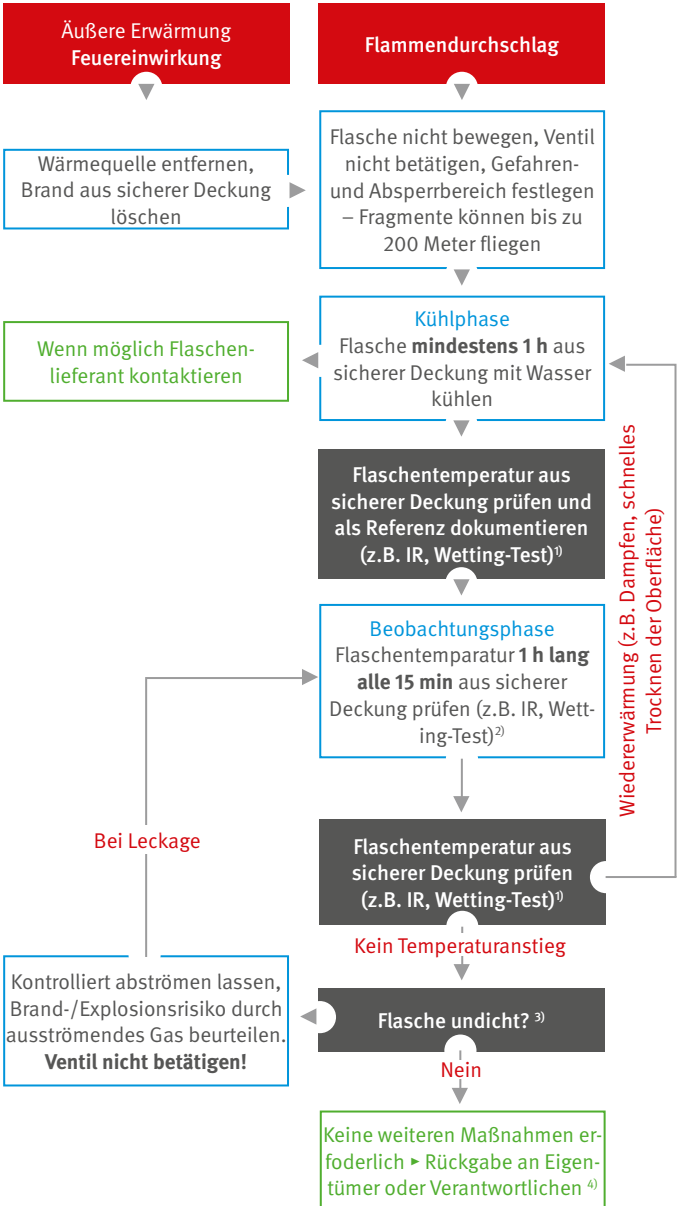 Äußere Erwärmung
Feuereinwirkung
Flammendurchschlag
Wärmequelle entfernen,
Brand aus sicherer Deckung
löschen
Flasche nicht bewegen, Ventil
nicht betätigen, Gefahren-
und Absperrbereich festlegen
– Fragmente können bis zu
200 Meter fliegen
Kühlphase
Flasche mindestens 1 h aus
sicherer Deckung mit Wasser
kühlen
Wenn möglich Flaschen-
lieferant kontaktieren
Flaschentemperatur aus
sicherer Deckung prüfen und
als Referenz dokumentieren
(z.B. IR, Wetting-Test)1)
Beobachtungsphase
Flaschentemparatur 1 h lang
alle 15 min aus sicherer
Deckung prüfen (z.B. IR, Wett-
ing-Test)2)
Wiedererwärmung (z.B. Dampfen, schnelles
Trocknen der Oberfläche)
Bei Leckage
Flaschentemperatur aus
sicherer Deckung prüfen
(z.B. IR, Wetting-Test)1)
Kein Temperaturanstieg
Kontrolliert abströmen lassen,
Brand-/Explosionsrisiko durch
ausströmendes Gas beurteilen.
Ventil nicht betätigen!
Flasche undicht? 3)
Nein
Keine weiteren Maßnahmen er-
foderlich ► Rückgabe an Eigen-
tümer oder Verantwortlichen 4)